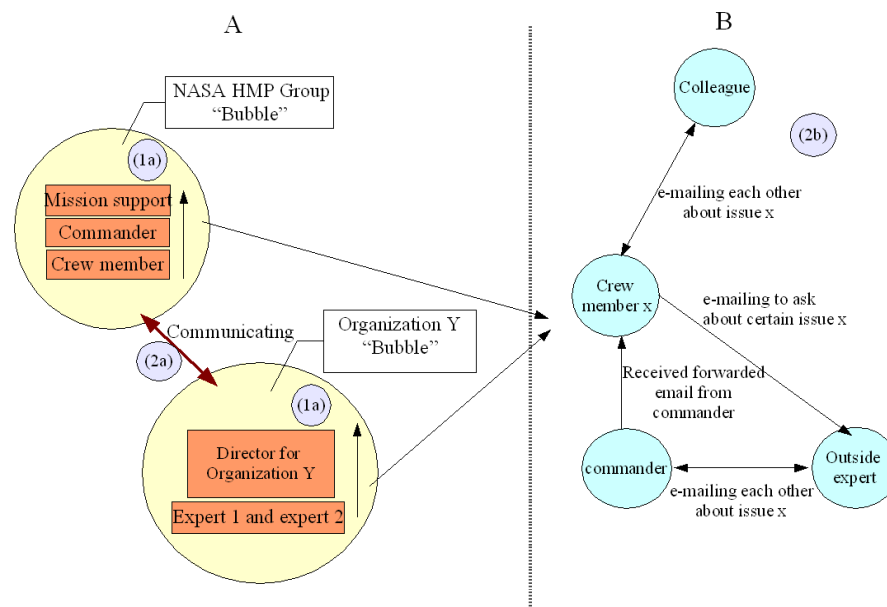 A
NASA HMP Group
“Bubble”
(1a)
Mission support
Commander
Crew member
Communicating
(2a)
Organization Y
“Bubble”
(1a)
Director for
Organization Y
Expert 1 and expert 2
B
Colleague
(2b)
e-mailing each other
about issue x
Crew
member x
e-mailing to ask
about certain issue x
Received forwarded
email from
commander
commander
Outside
expert
e-mailing each other
about issue x